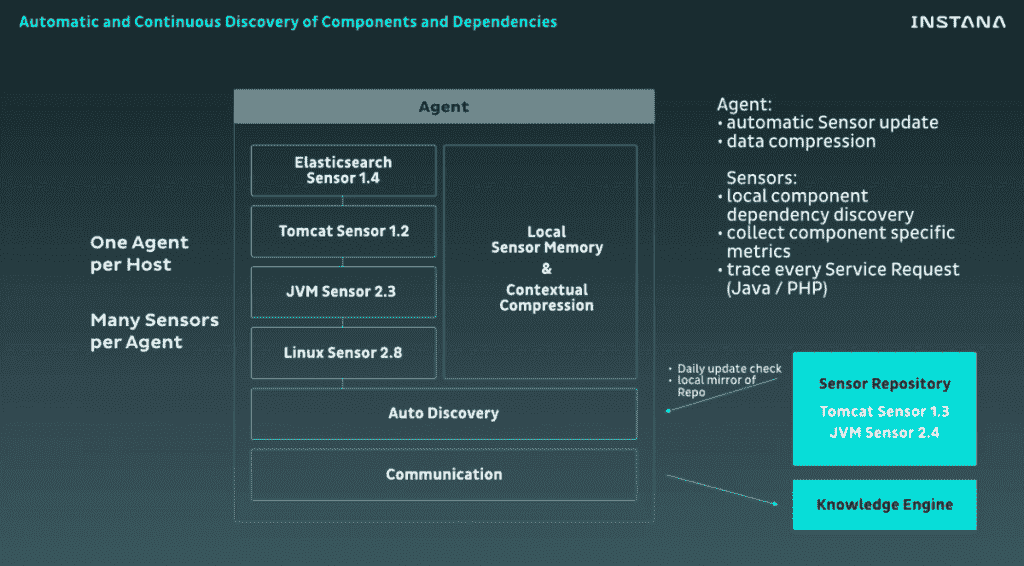 Automatic and Continuous Discovery of Components and Dependencies
INSTANA
One Agent
per Host
Many Sensors
per Agent
Agent
Elasticsearch
Sensor 1.4
Tomcat Sensor 1.2
JVM Sensor 2.3
Linux Sensor 2.8
Local
Sensor Memory
&
Contextual
Compression
Auto Discovery
Communication
Agent:
• automatic Sensor update
• data compression
Sensors:
• local component
dependency discovery
• collect component specific
metrics
• trace every Service Request
(Java / PHP)
• Daily update check
• local mirror of
Repo
Sensor Repository
Tomcat Sensor 1.3
JVM Sensor 2.4
Knowledge Engine